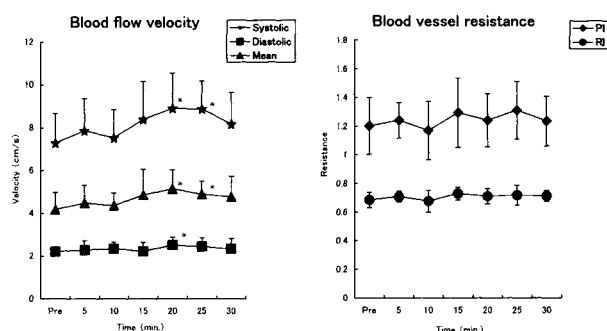 Blood flow velocity
Systolic
Diastolic
Mean
Velocity (cm/s)
12
10
8
6
4
2
0
* *
* *
*
Pre 5 10 15 20 25 30
Time (min.)
Blood vessel resistance
PI
RI
Resistance
1.8
1.6
1.4
1.2
1
0.8
0.6
0.4
0.2
0
Pre 5 10 15 20 25 30
Time (min.)